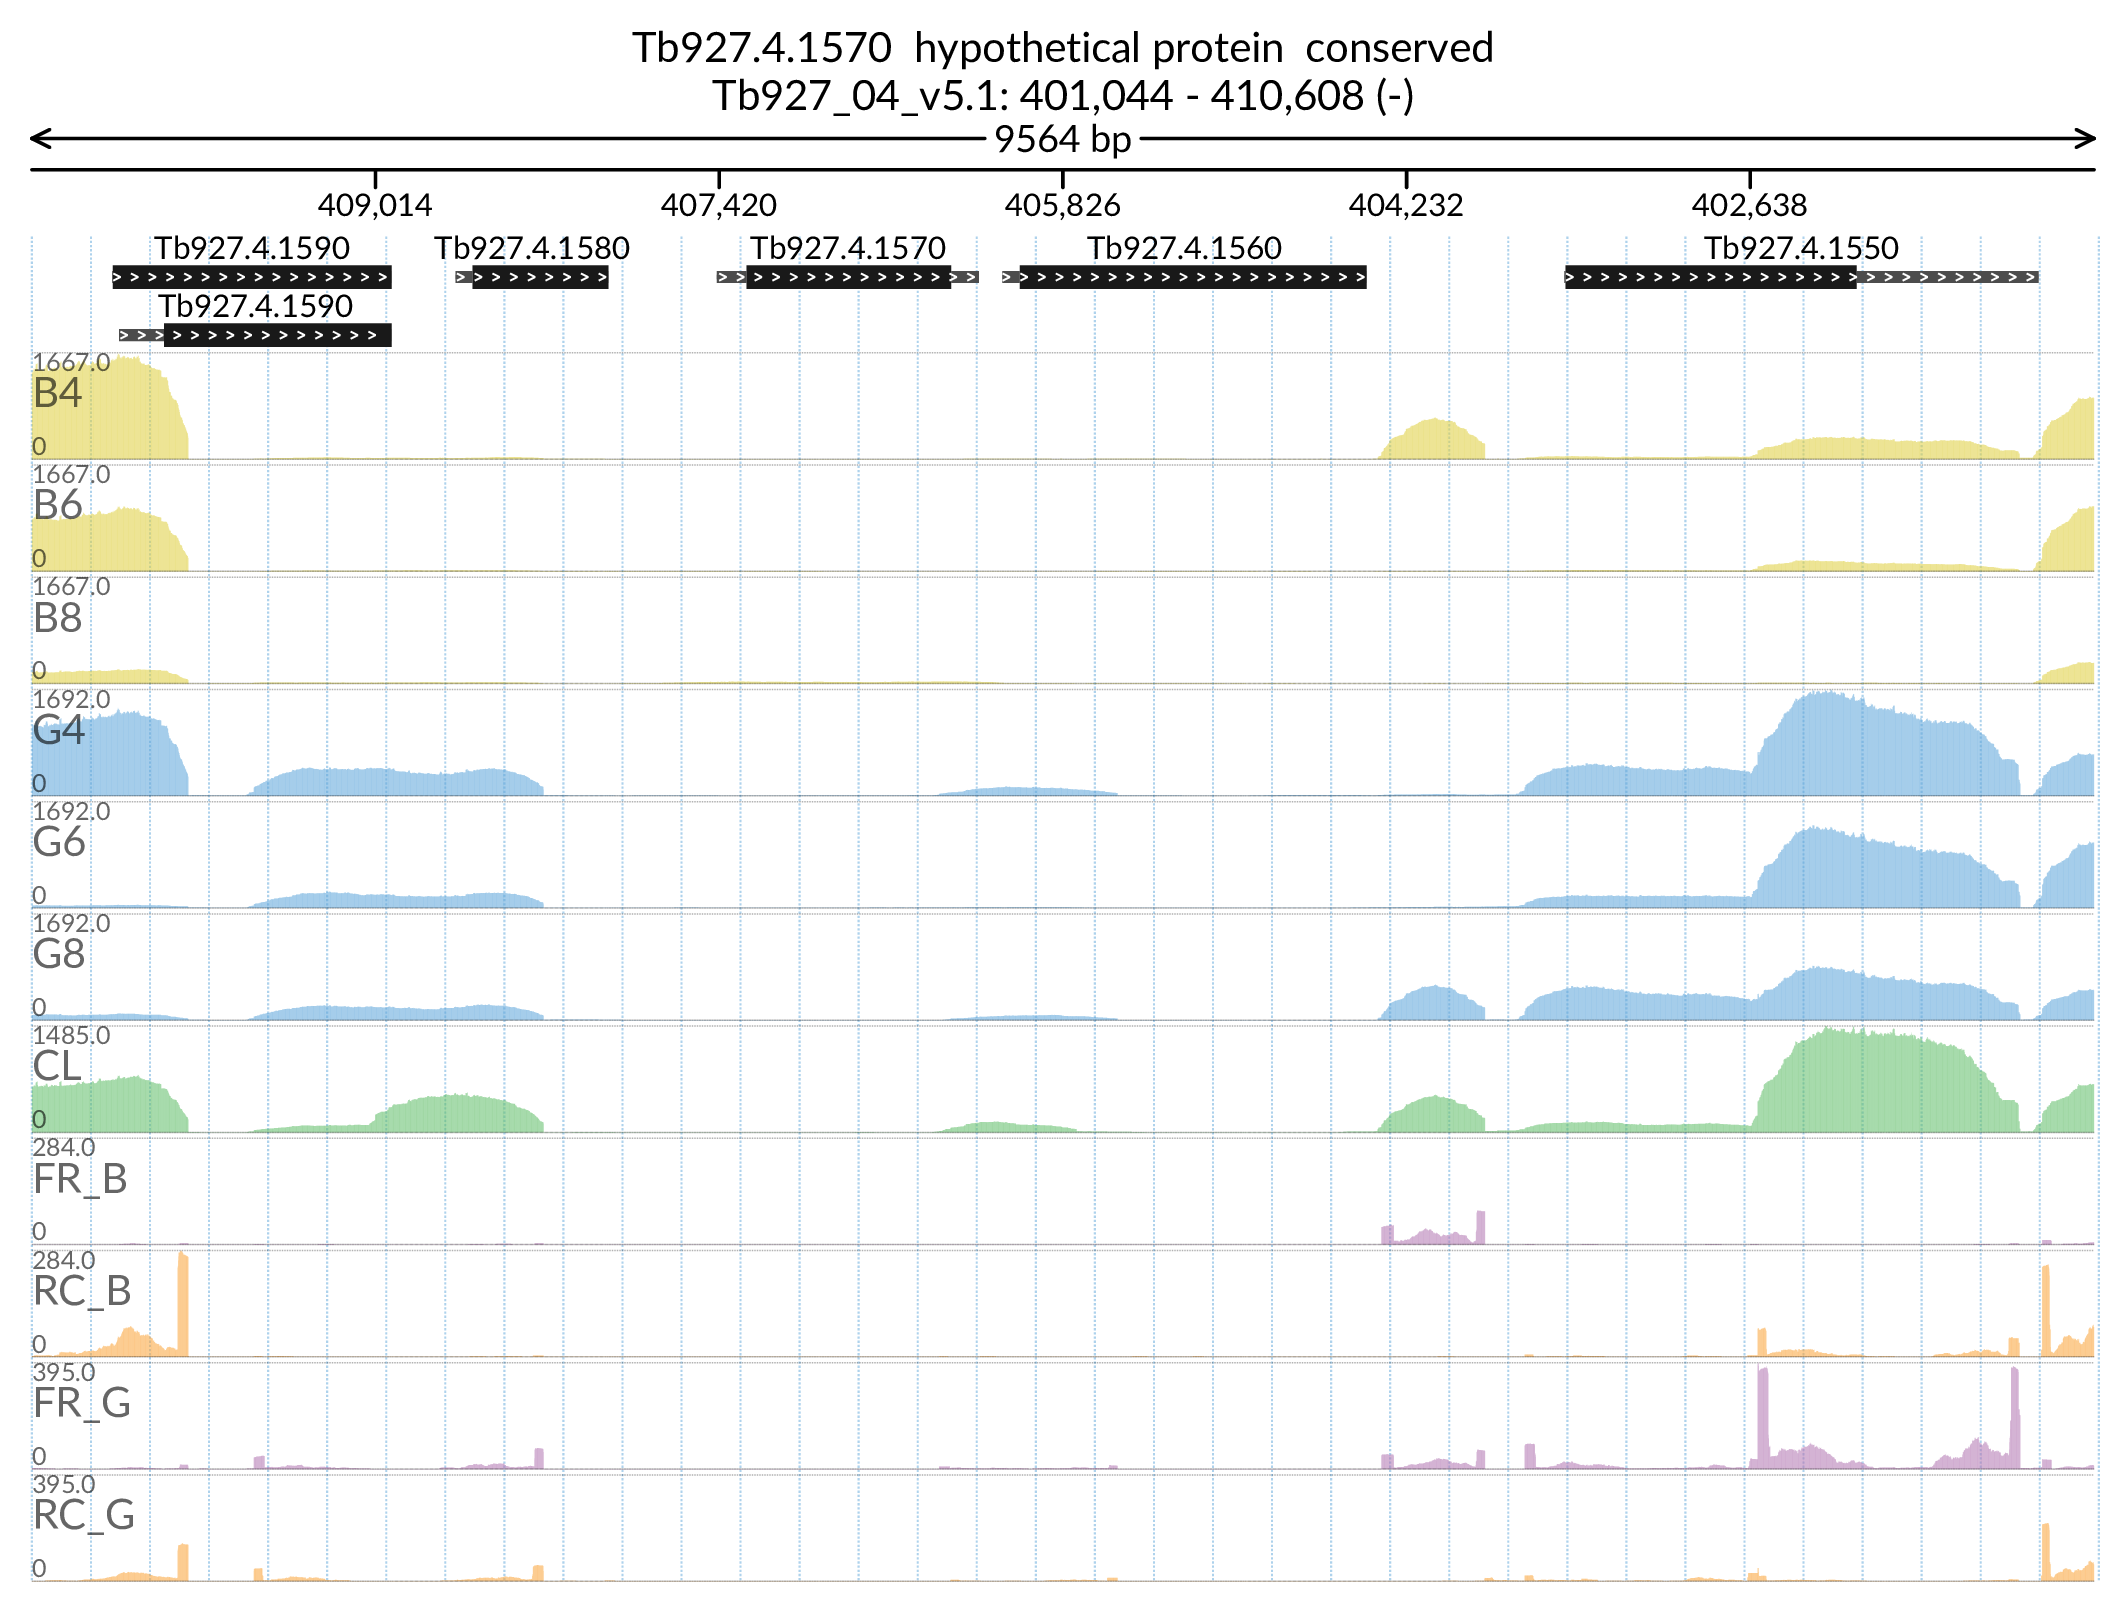 Tb927.4.1570  hypothetical protein  conserved
Tb927_04_v5.1: 401,044 - 410,608 (-)
9564 bp
409,014 407,420 405,826 404,232 402,638
Tb927.4.1590 Tb927.4.1580 Tb927.4.1570 Tb927.4.1560 Tb927.4.1550
Tb927.4.1590
1667.0
B4
0
1667.0
B6
0
1667.0
B8
0
1692.0
G4
0
1692.0
G6
0
1692.0
G8
0
1485.0
CL
0
284.0
FR_B
0
284.0
RC_B
0
395.0
FR_G
0
395.0
RC_G
0